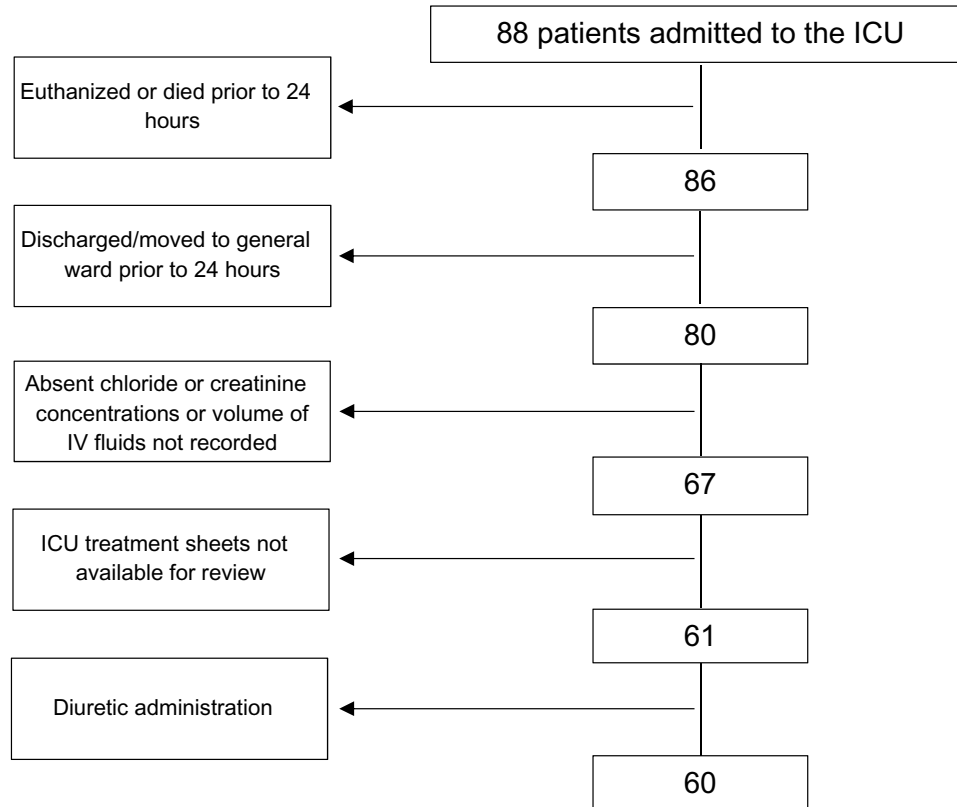 88 patients admitted to the ICU
Euthanized or died prior to 24
hours
86
Discharged/moved to general
ward prior to 24 hours
80
Absent chloride or creatinine
concentrations or volume of
IV fluids not recorded
67
ICU treatment sheets not
available for review
61
Diuretic administration
60